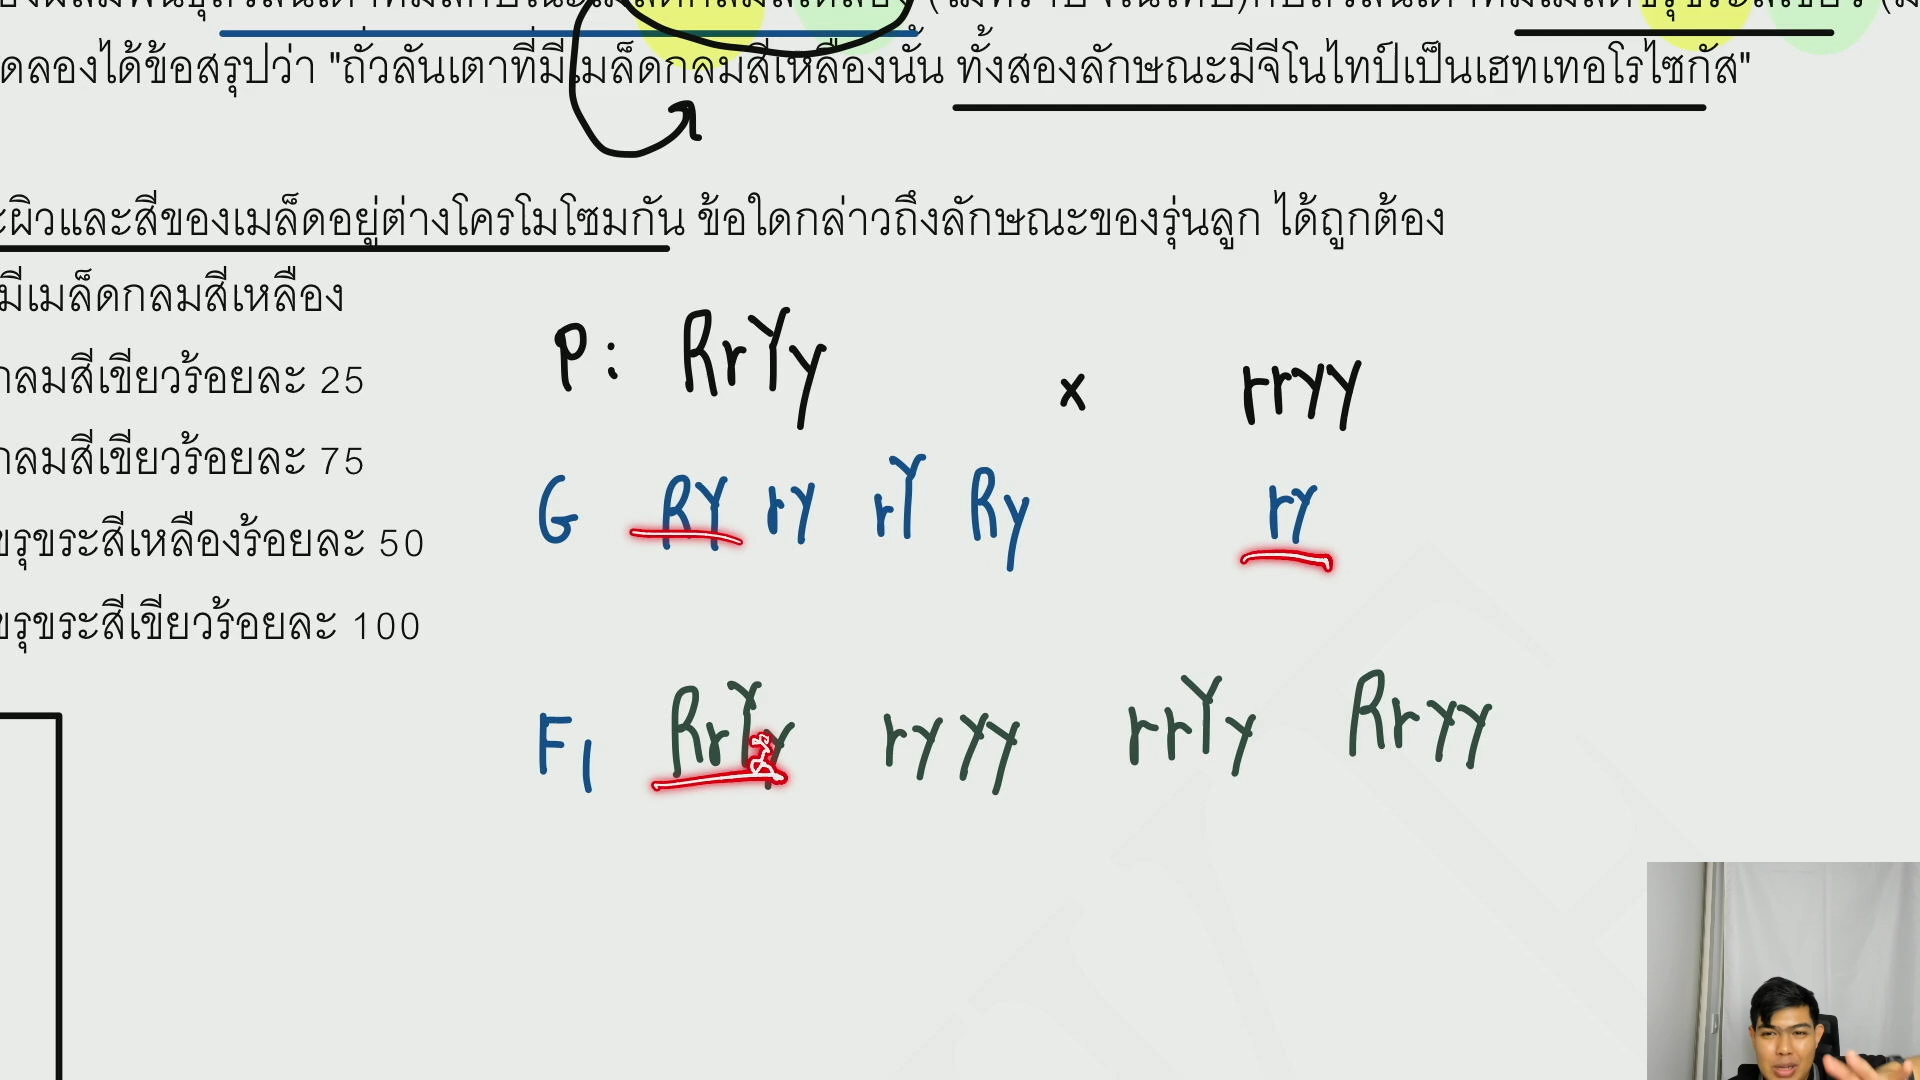 ดลองได้ข้อสรุปว่า "ถั่วลันเตาที่มีเมล็ดกลมสีเหลืองนั้น ทั้งสองลักษณะมีจีโนไทป์เป็นเฮทเทอโรไซกัส"
ะผิวและสีของเมล็ดอยู่ต่างโครโมโซมกัน ข้อใดกล่าวถึงลักษณะของรุ่นลูก ได้ถูกต้อง
มีเมล็ดกลมสีเหลือง
กลมสีเขียวร้อยละ 25
กลมสีเขียวร้อยละ 75
ขรุขระสีเหลืองร้อยละ 50
ขรุขระสีเขียวร้อยละ 100
P: RrYy x rryy
G RY ry rY Ry ry
F1 RrYy ryyy rrYy Rryy